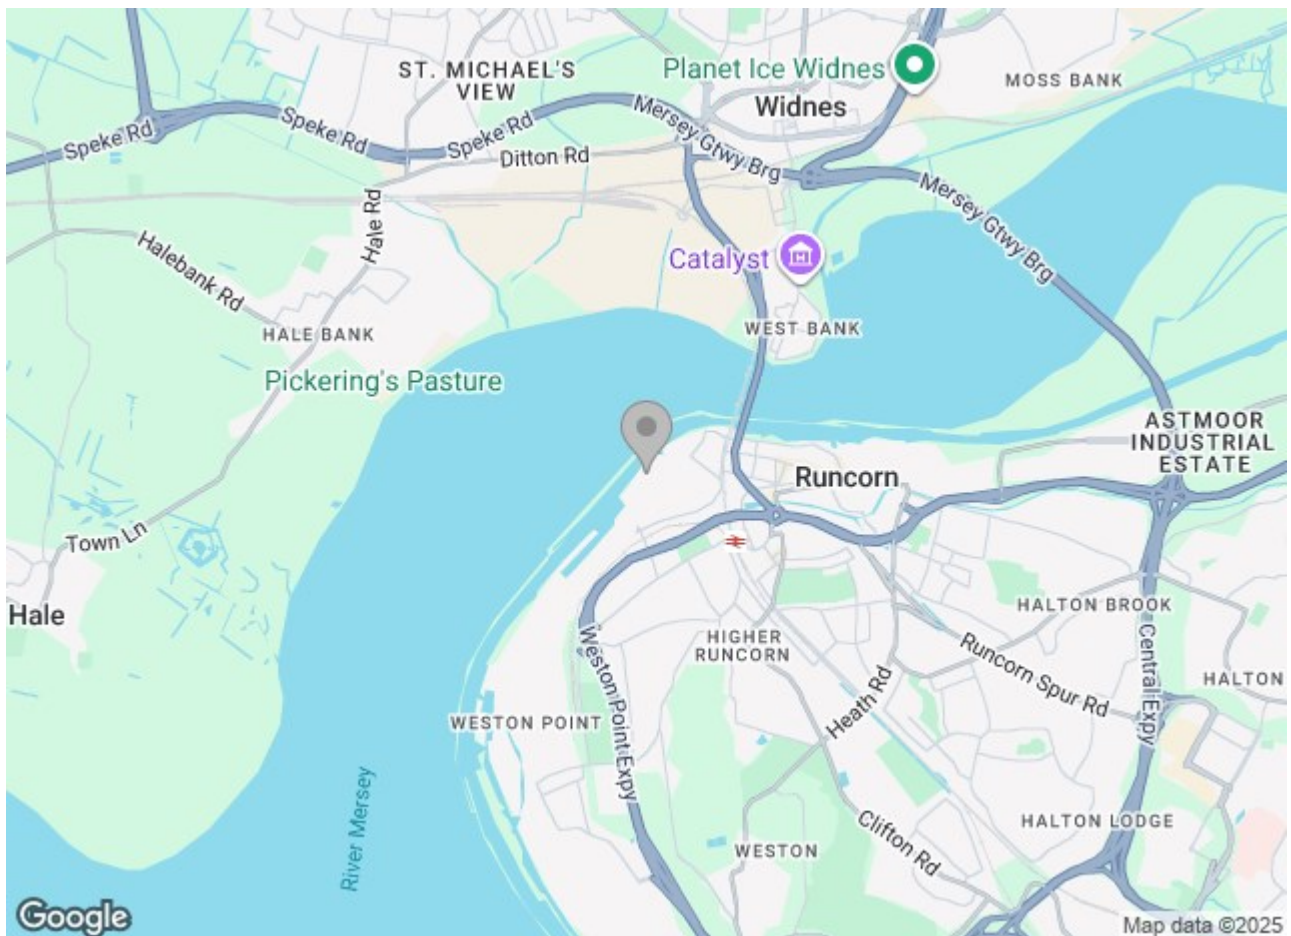 ST. MICHAEL'S
VIEW
Planet Ice Widnes
Widnes
MOSS BANK
Speke Rd
Speke Rd
Speke Rd
Ditton Rd
Mersey Gtwy Brg
Mersey Gtwy Brg
Hale Rd
Halebank Rd
Catalyst
HALE BANK
WEST BANK
Pickering's Pasture
ASTMOOR
INDUSTRIAL
ESTATE
Runcorn
Town Ln
Hale
HALTON BROOK
HIGHER
RUNCORN
Weston Point Expy
Runcorn Spur Rd
Central Expy
HALTON
Heath Rd
WESTON POINT
River Mersey
HALTON LODGE
WESTON
Clifton Rd
Google
Map data ©2025